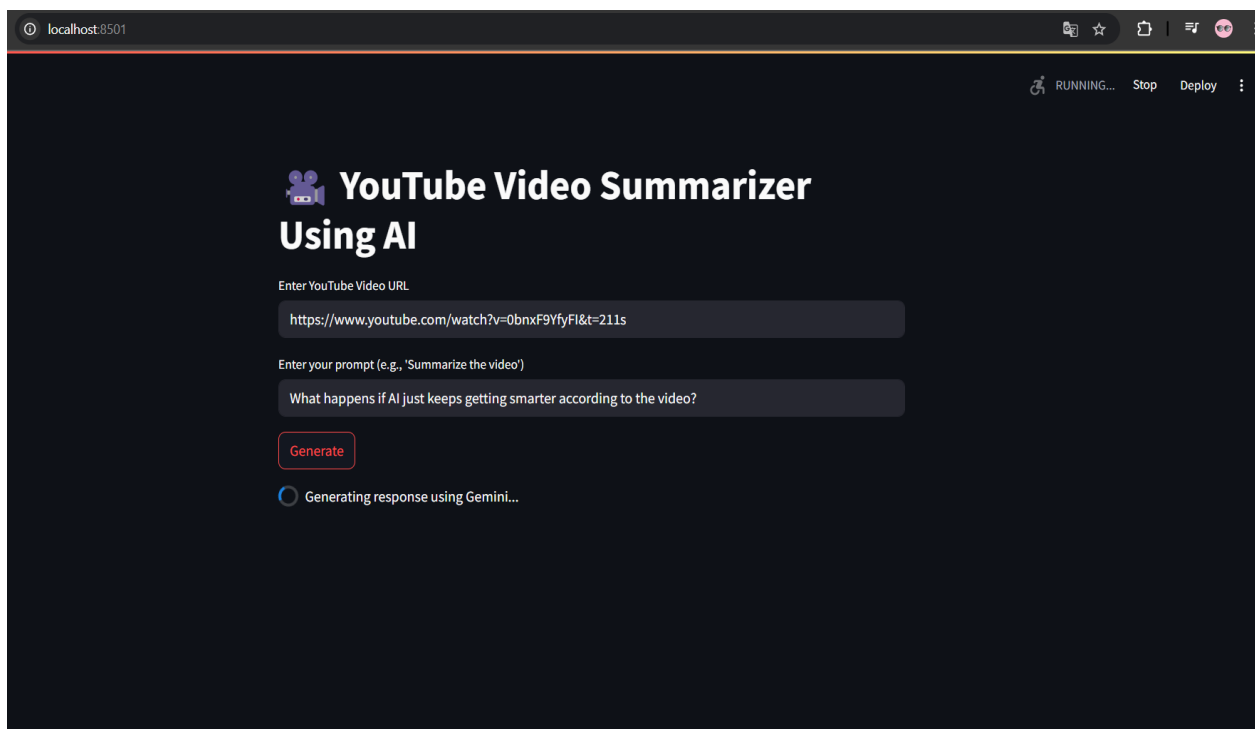 localhost:8501
RUNNING... Stop Deploy
YouTube Video Summarizer
Using AI
Enter YouTube Video URL
https://www.youtube.com/watch?v=0bnxF9YfyFI&t=211s
Enter your prompt (e.g., 'Summarize the video')
What happens if AI just keeps getting smarter according to the video?
Generate
Generating response using Gemini...